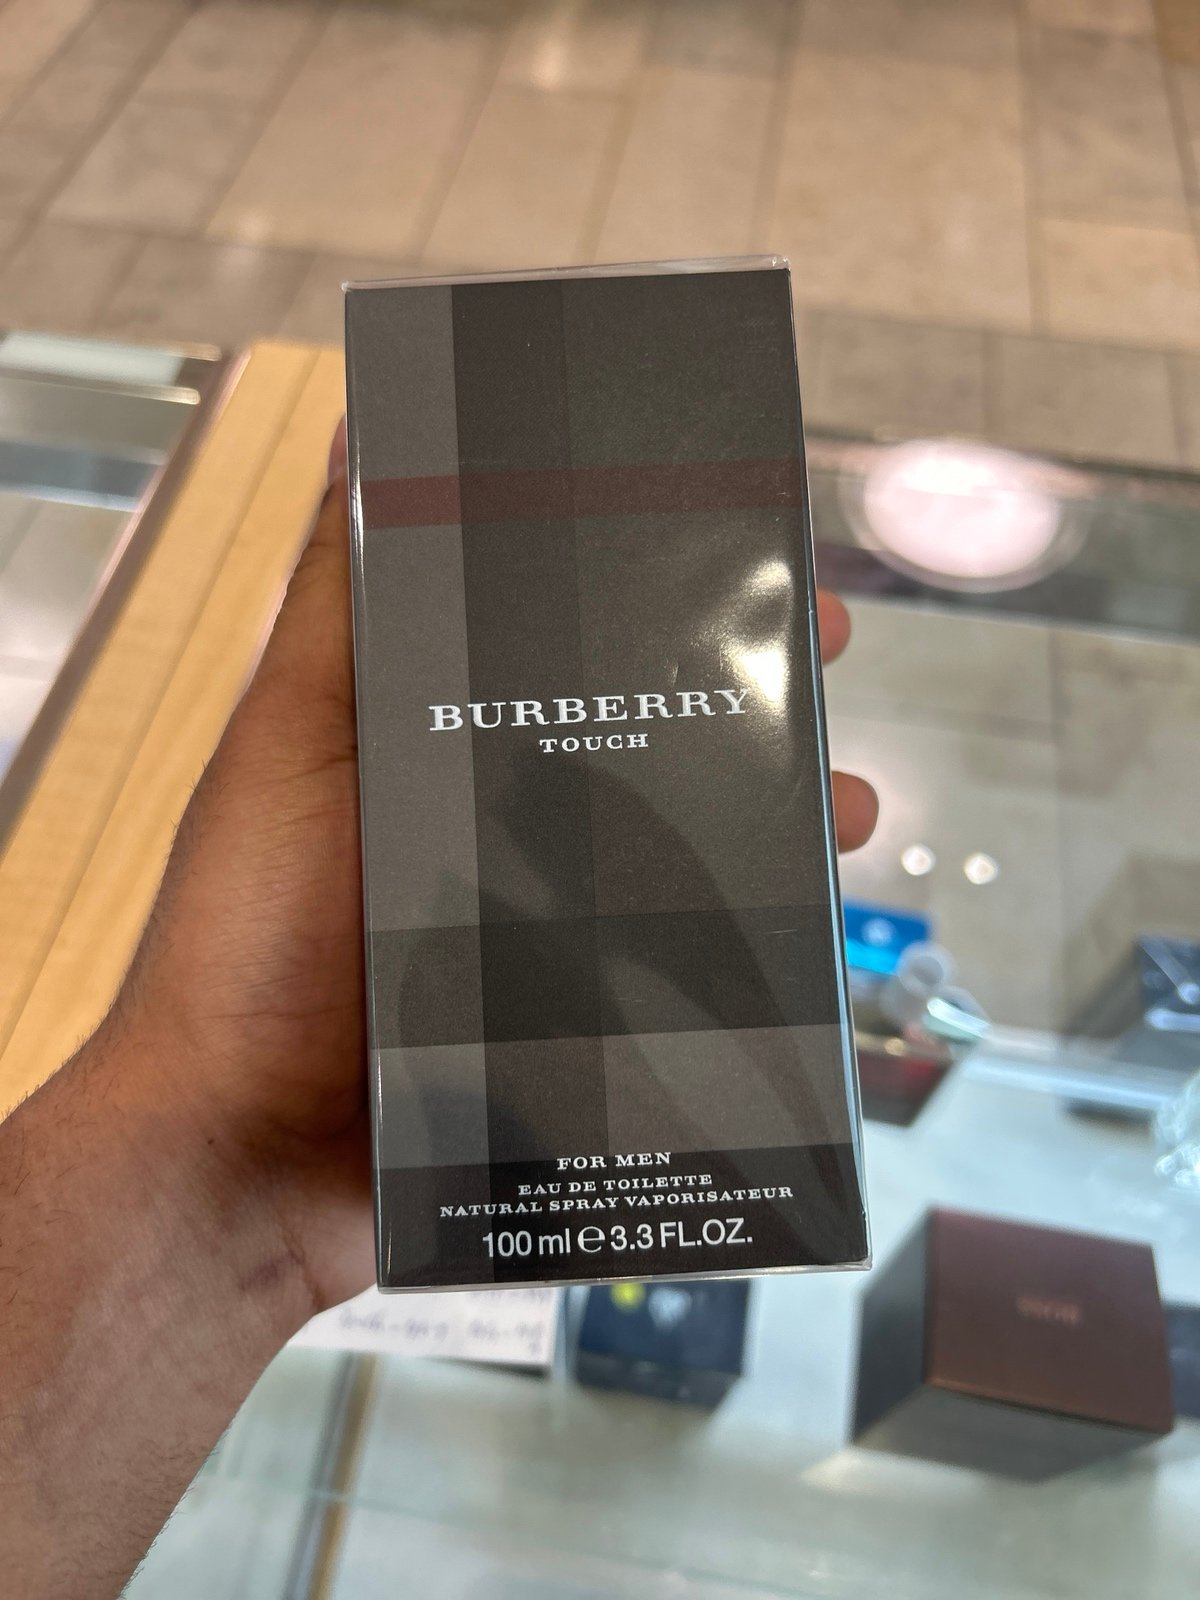 BURBERRY
TOUCH
FOR MEN
EAU DE TOILETTE
NATURAL SPRAY VAPORISATEUR
100 ml ℮ 3.3 FL.OZ.